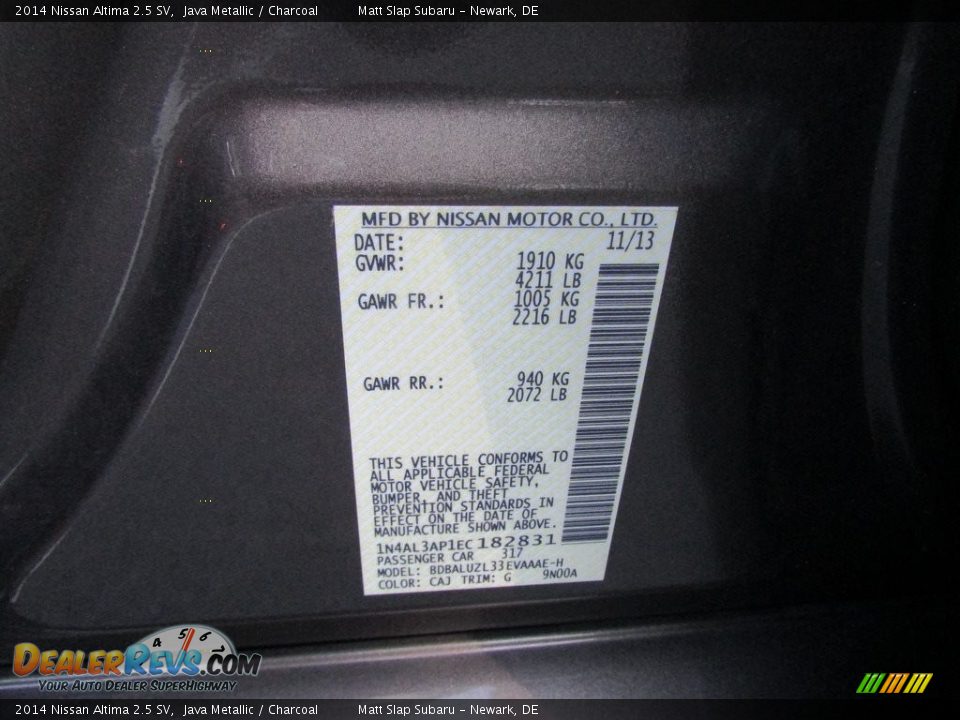 2014 Nissan Altima 2.5 SV, Java Metallic / Charcoal Matt Slap Subaru - Newark, DE
MFD BY NISSAN MOTOR CO., LTD.
DATE: 11/13
GVWR: 1910 KG
4211 LB
GAWR FR.: 1005 KG
2216 LB
GAWR RR.: 940 KG
2072 LB
THIS VEHICLE CONFORMS TO
ALL APPLICABLE FEDERAL
MOTOR VEHICLE SAFETY,
BUMPER, AND THEFT
PREVENTION STANDARDS IN
EFFECT ON THE DATE OF
MANUFACTURE SHOWN ABOVE.
1N4AL3AP1EC182831
PASSENGER CAR 317
MODEL: BDBALUZL33EVAAAE-H
COLOR: CAJ TRIM: G 9N00A
4 5 6
DEALERREVS.COM
YOUR AUTO DEALER SUPERHIGHWAY
2014 Nissan Altima 2.5 SV, Java Metallic / Charcoal Matt Slap Subaru - Newark, DE